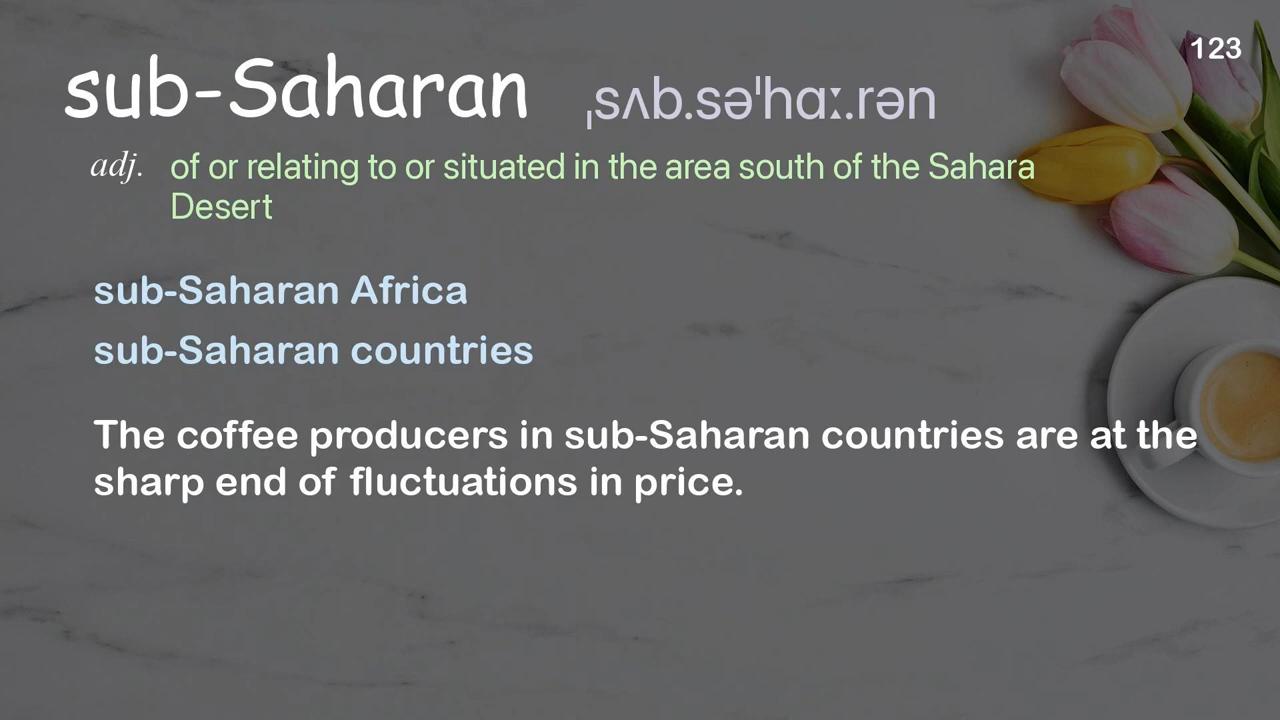 123
sub-Saharan ˌsʌb.səˈhɑː.rən
adj. of or relating to or situated in the area south of the Sahara
Desert
sub-Saharan Africa
sub-Saharan countries
The coffee producers in sub-Saharan countries are at the
sharp end of fluctuations in price.